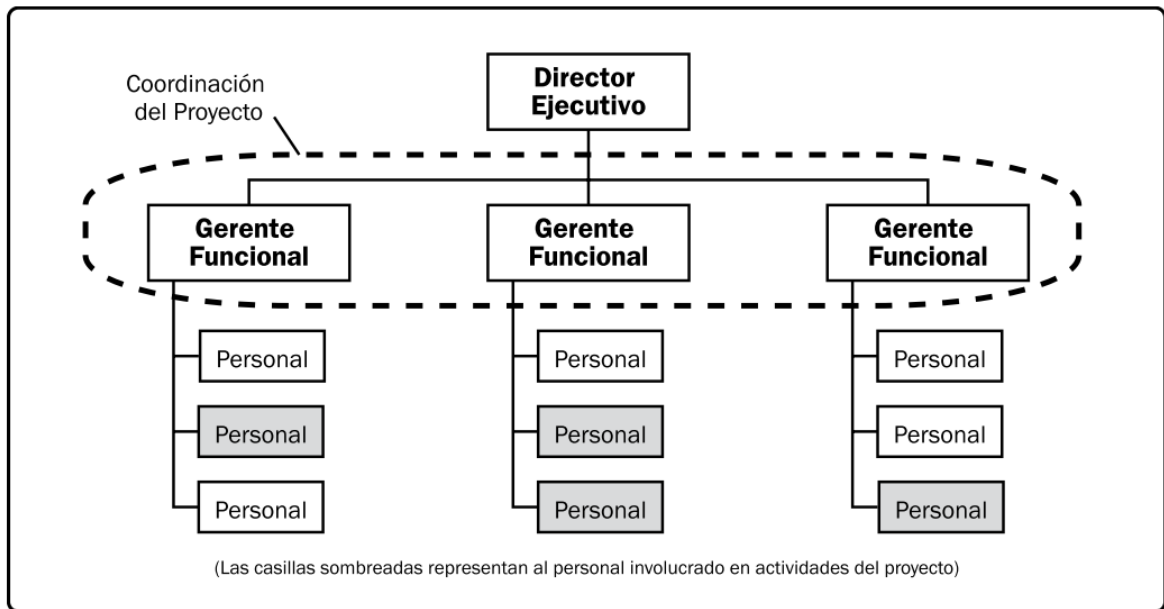 Coordinación
del Proyecto
Director
Ejecutivo
Gerente
Funcional
Gerente
Funcional
Gerente
Funcional
Personal
Personal
Personal
Personal
Personal
Personal
Personal
Personal
Personal
(Las casillas sombreadas representan al personal involucrado en actividades del proyecto)